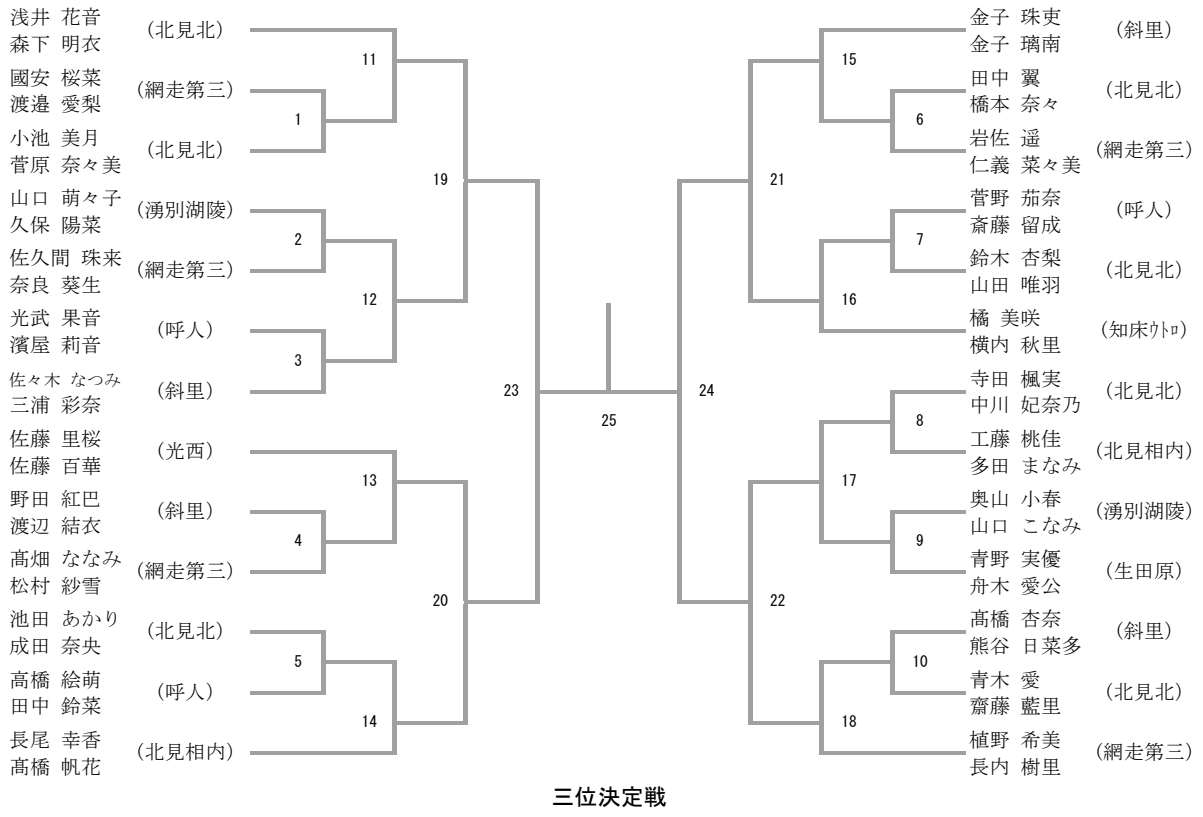 浅井 花音
森下 明衣
(北見北)
國安 桜菜
渡邉 愛梨
(網走第三)
小池 美月
菅原 奈々美
(北見北)
山口 萌々子
久保 陽菜
(湧別湖陵)
佐久間 珠来
奈良 葵生
(網走第三)
光武 果音
濱屋 莉音
(呼人)
佐々木 なつみ
三浦 彩奈
(斜里)
佐藤 里桜
佐藤 百華
(光西)
野田 紅巴
渡辺 結衣
(斜里)
髙畑 ななみ
松村 紗雪
(網走第三)
池田 あかり
成田 奈央
(北見北)
高橋 絵萌
田中 鈴菜
(呼人)
長尾 幸香
髙橋 帆花
(北見相内)
1
2
3
4
5
11
12
13
14
19
20
23
25
24
21
22
15
16
17
18
6
7
8
9
10
金子 珠吏
金子 璃南
(斜里)
田中 翼
橋本 奈々
(北見北)
岩佐 遥
仁義 菜々美
(網走第三)
菅野 茄奈
斎藤 留成
(呼人)
鈴木 杏梨
山田 唯羽
(北見北)
橘 美咲
横内 秋里
(知床ｳﾄﾛ)
寺田 楓実
中川 妃奈乃
(北見北)
工藤 桃佳
多田 まなみ
(北見相内)
奥山 小春
山口 こなみ
(湧別湖陵)
青野 実優
舟木 愛公
(生田原)
髙橋 杏奈
熊谷 日菜多
(斜里)
青木 愛
齋藤 藍里
(北見北)
植野 希美
長内 樹里
(網走第三)
三位決定戦